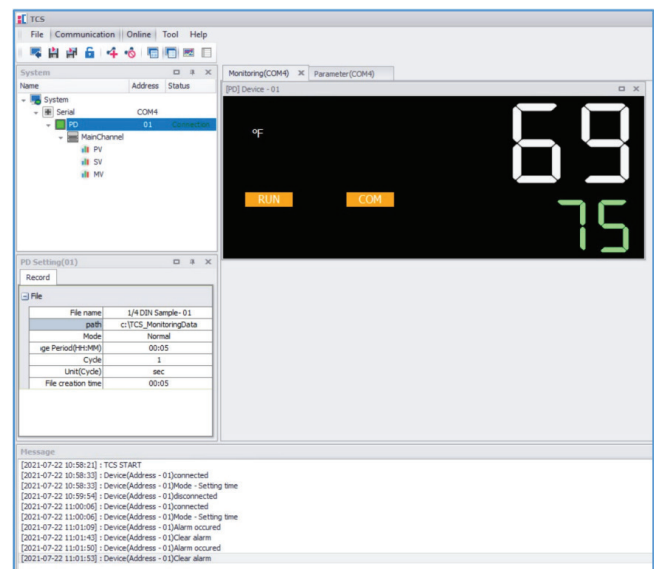 TCS
File Communication Online Tool Help
System
Name Address Status
System
Serial COM4
PD 01 Connection
MainChannel
PV
SV
MV
Monitoring(COM4) Parameter(COM4)
[PD] Device - 01
°F
69
RUN COM
75
PD Setting(01)
Record
File
File name 1/4 DIN Sample- 01
path c:\TCS_MonitoringData
Mode Normal
ge Period(HH:MM) 00:05
Cycle 1
Unit(Cycle) sec
File creation time 00:05
Message
[2021-07-22 10:58:21] : TCS START
[2021-07-22 10:58:33] : Device(Address - 01)connected
[2021-07-22 10:58:33] : Device(Address - 01)Mode - Setting time
[2021-07-22 10:59:54] : Device(Address - 01)disconnected
[2021-07-22 11:00:06] : Device(Address - 01)connected
[2021-07-22 11:00:06] : Device(Address - 01)Mode - Setting time
[2021-07-22 11:01:09] : Device(Address - 01)Alarm occured
[2021-07-22 11:01:43] : Device(Address - 01)Clear alarm
[2021-07-22 11:01:50] : Device(Address - 01)Alarm occured
[2021-07-22 11:01:53] : Device(Address - 01)Clear alarm